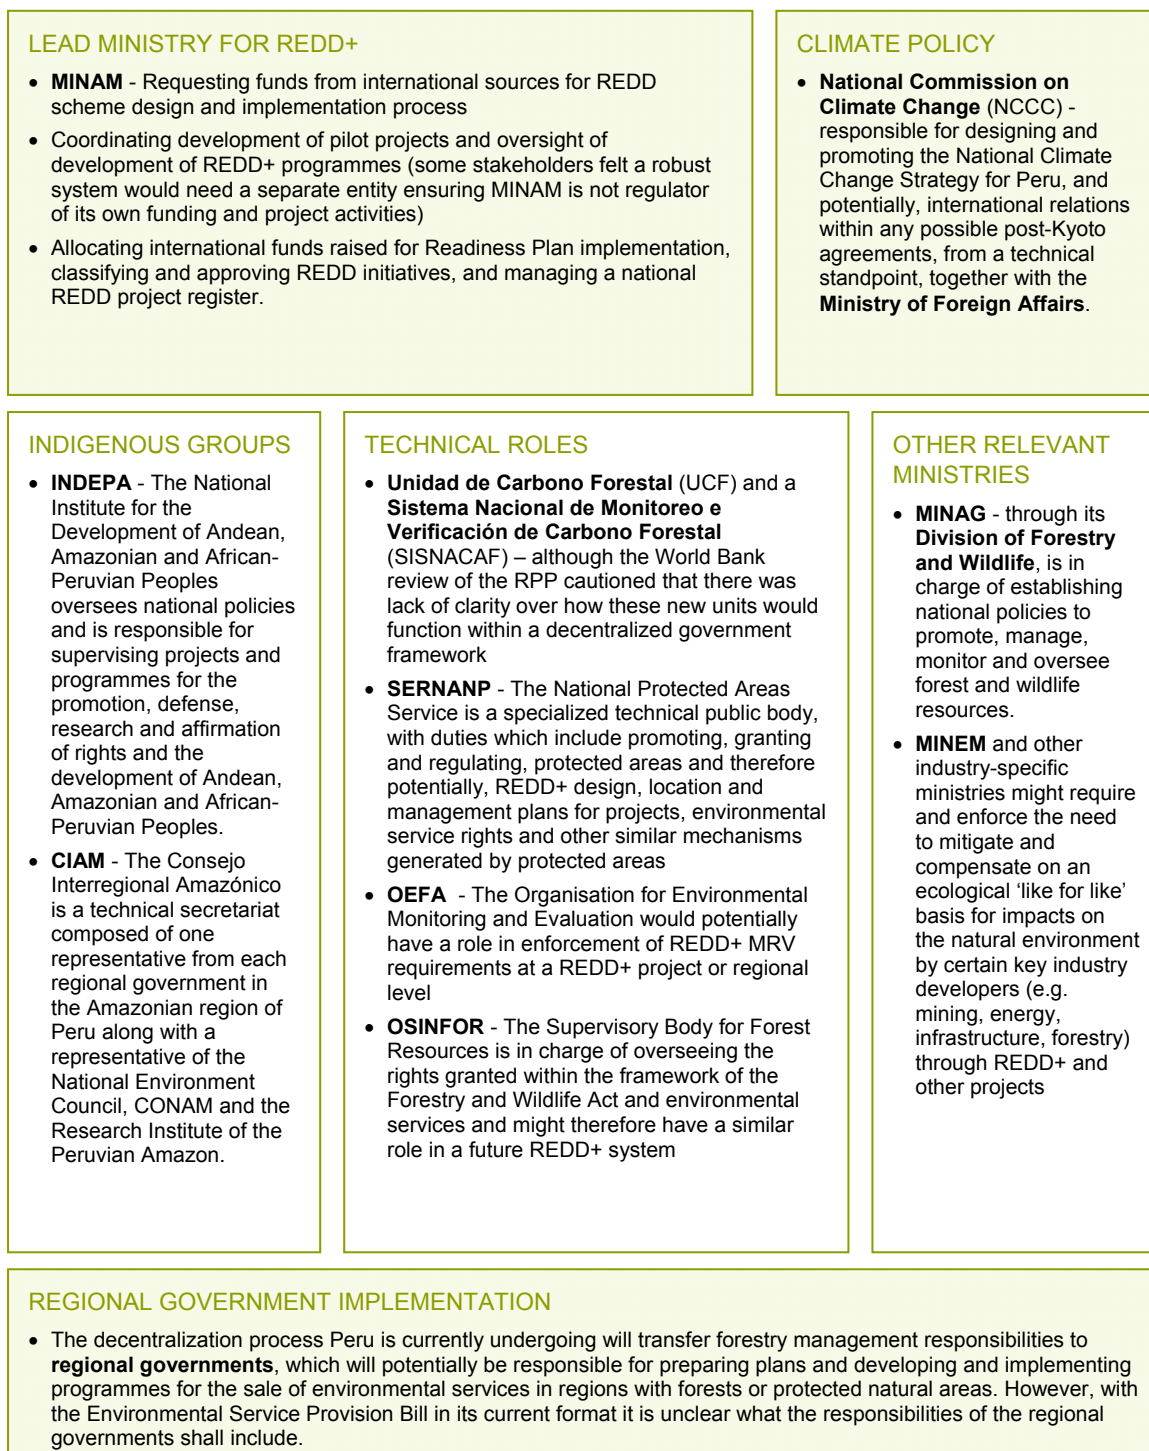 LEAD MINISTRY FOR REDD+
• MINAM - Requesting funds from international sources for REDD
scheme design and implementation process
• Coordinating development of pilot projects and oversight of
development of REDD+ programmes (some stakeholders felt a robust
system would need a separate entity ensuring MINAM is not regulator
of its own funding and project activities)
• Allocating international funds raised for Readiness Plan implementation,
classifying and approving REDD initiatives, and managing a national
REDD project register.
CLIMATE POLICY
• National Commission on
Climate Change (NCCC) -
responsible for designing and
promoting the National Climate
Change Strategy for Peru, and
potentially, international relations
within any possible post-Kyoto
agreements, from a technical
standpoint, together with the
Ministry of Foreign Affairs.
INDIGENOUS GROUPS
• INDEPA - The National
Institute for the
Development of Andean,
Amazonian and African-
Peruvian Peoples
oversees national policies
and is responsible for
supervising projects and
programmes for the
promotion, defense,
research and affirmation
of rights and the
development of Andean,
Amazonian and African-
Peruvian Peoples.
• CIAM - The Consejo
Interregional Amazónico
is a technical secretariat
composed of one
representative from each
regional government in
the Amazonian region of
Peru along with a
representative of the
National Environment
Council, CONAM and the
Research Institute of the
Peruvian Amazon.
TECHNICAL ROLES
• Unidad de Carbono Forestal (UCF) and a
Sistema Nacional de Monitoreo e
Verificación de Carbono Forestal
(SISNACAF) – although the World Bank
review of the RPP cautioned that there was
lack of clarity over how these new units would
function within a decentralized government
framework
• SERNANP - The National Protected Areas
Service is a specialized technical public body,
with duties which include promoting, granting
and regulating, protected areas and therefore
potentially, REDD+ design, location and
management plans for projects, environmental
service rights and other similar mechanisms
generated by protected areas
• OEFA - The Organisation for Environmental
Monitoring and Evaluation would potentially
have a role in enforcement of REDD+ MRV
requirements at a REDD+ project or regional
level
• OSINFOR - The Supervisory Body for Forest
Resources is in charge of overseeing the
rights granted within the framework of the
Forestry and Wildlife Act and environmental
services and might therefore have a similar
role in a future REDD+ system
OTHER RELEVANT
MINISTRIES
• MINAG - through its
Division of Forestry
and Wildlife, is in
charge of establishing
national policies to
promote, manage,
monitor and oversee
forest and wildlife
resources.
• MINEM and other
industry-specific
ministries might require
and enforce the need
to mitigate and
compensate on an
ecological ‘like for like’
basis for impacts on
the natural environment
by certain key industry
developers (e.g.
mining, energy,
infrastructure, forestry)
through REDD+ and
other projects
REGIONAL GOVERNMENT IMPLEMENTATION
• The decentralization process Peru is currently undergoing will transfer forestry management responsibilities to
regional governments, which will potentially be responsible for preparing plans and developing and implementing
programmes for the sale of environmental services in regions with forests or protected natural areas. However, with
the Environmental Service Provision Bill in its current format it is unclear what the responsibilities of the regional
governments shall include.